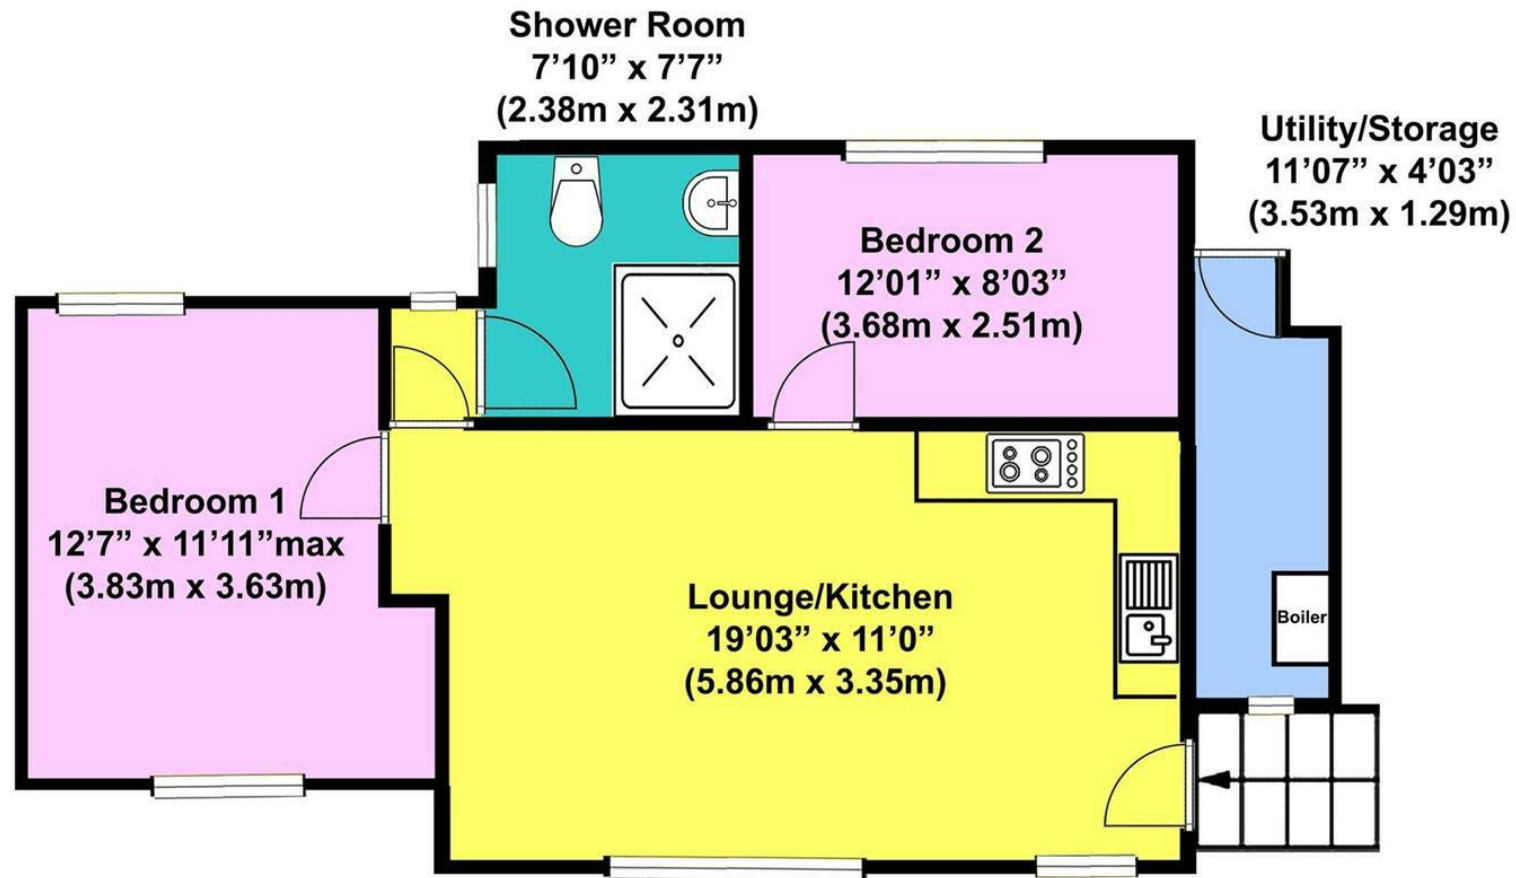 Shower Room
7’10” x 7’7”
(2.38m x 2.31m)
Utility/Storage
11’07” x 4’03”
(3.53m x 1.29m)
Bedroom 2
12’01” x 8’03”
(3.68m x 2.51m)
Bedroom 1
12’7” x 11’11”max
(3.83m x 3.63m)
Lounge/Kitchen
19’03” x 11’0”
(5.86m x 3.35m)
Boiler